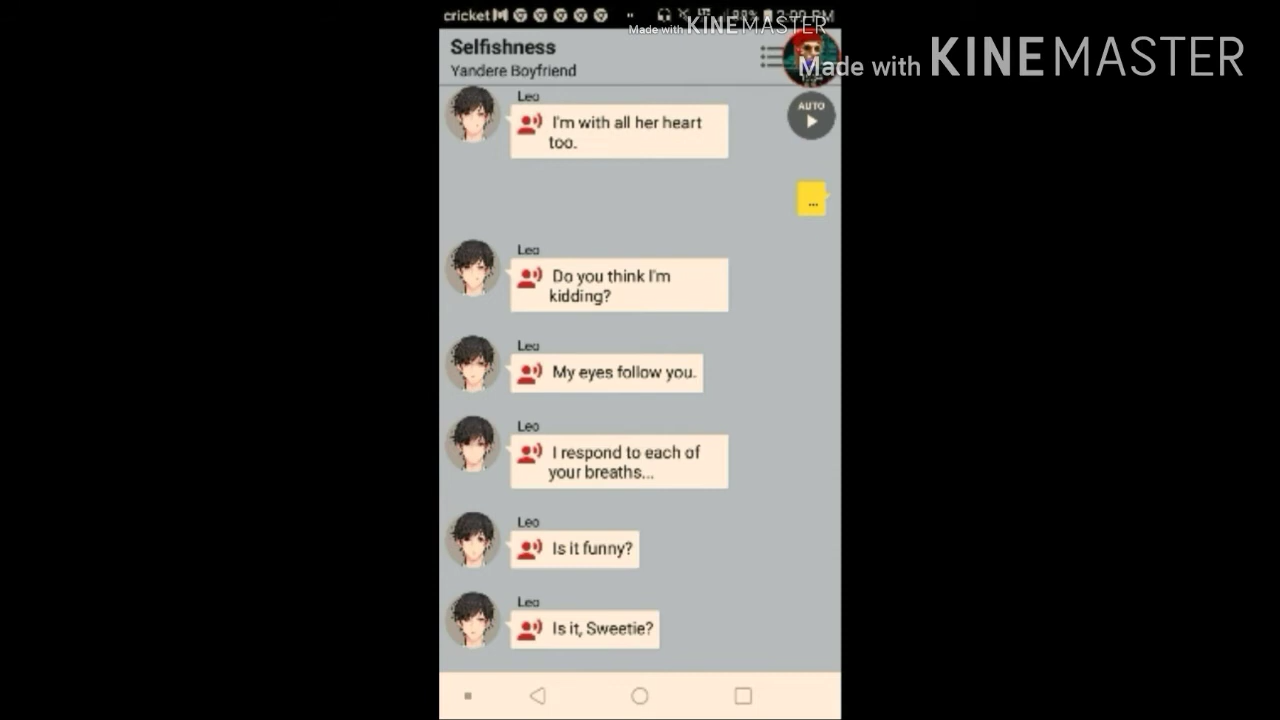 cricket
Made with KINEMASTER
Made with KINEMASTER
Selfishness
Yandere Boyfriend
AUTO
Leo
I'm with all her heart
too.
...
Leo
Do you think I'm
kidding?
Leo
My eyes follow you.
Leo
I respond to each of
your breaths...
Leo
Is it funny?
Leo
Is it, Sweetie?